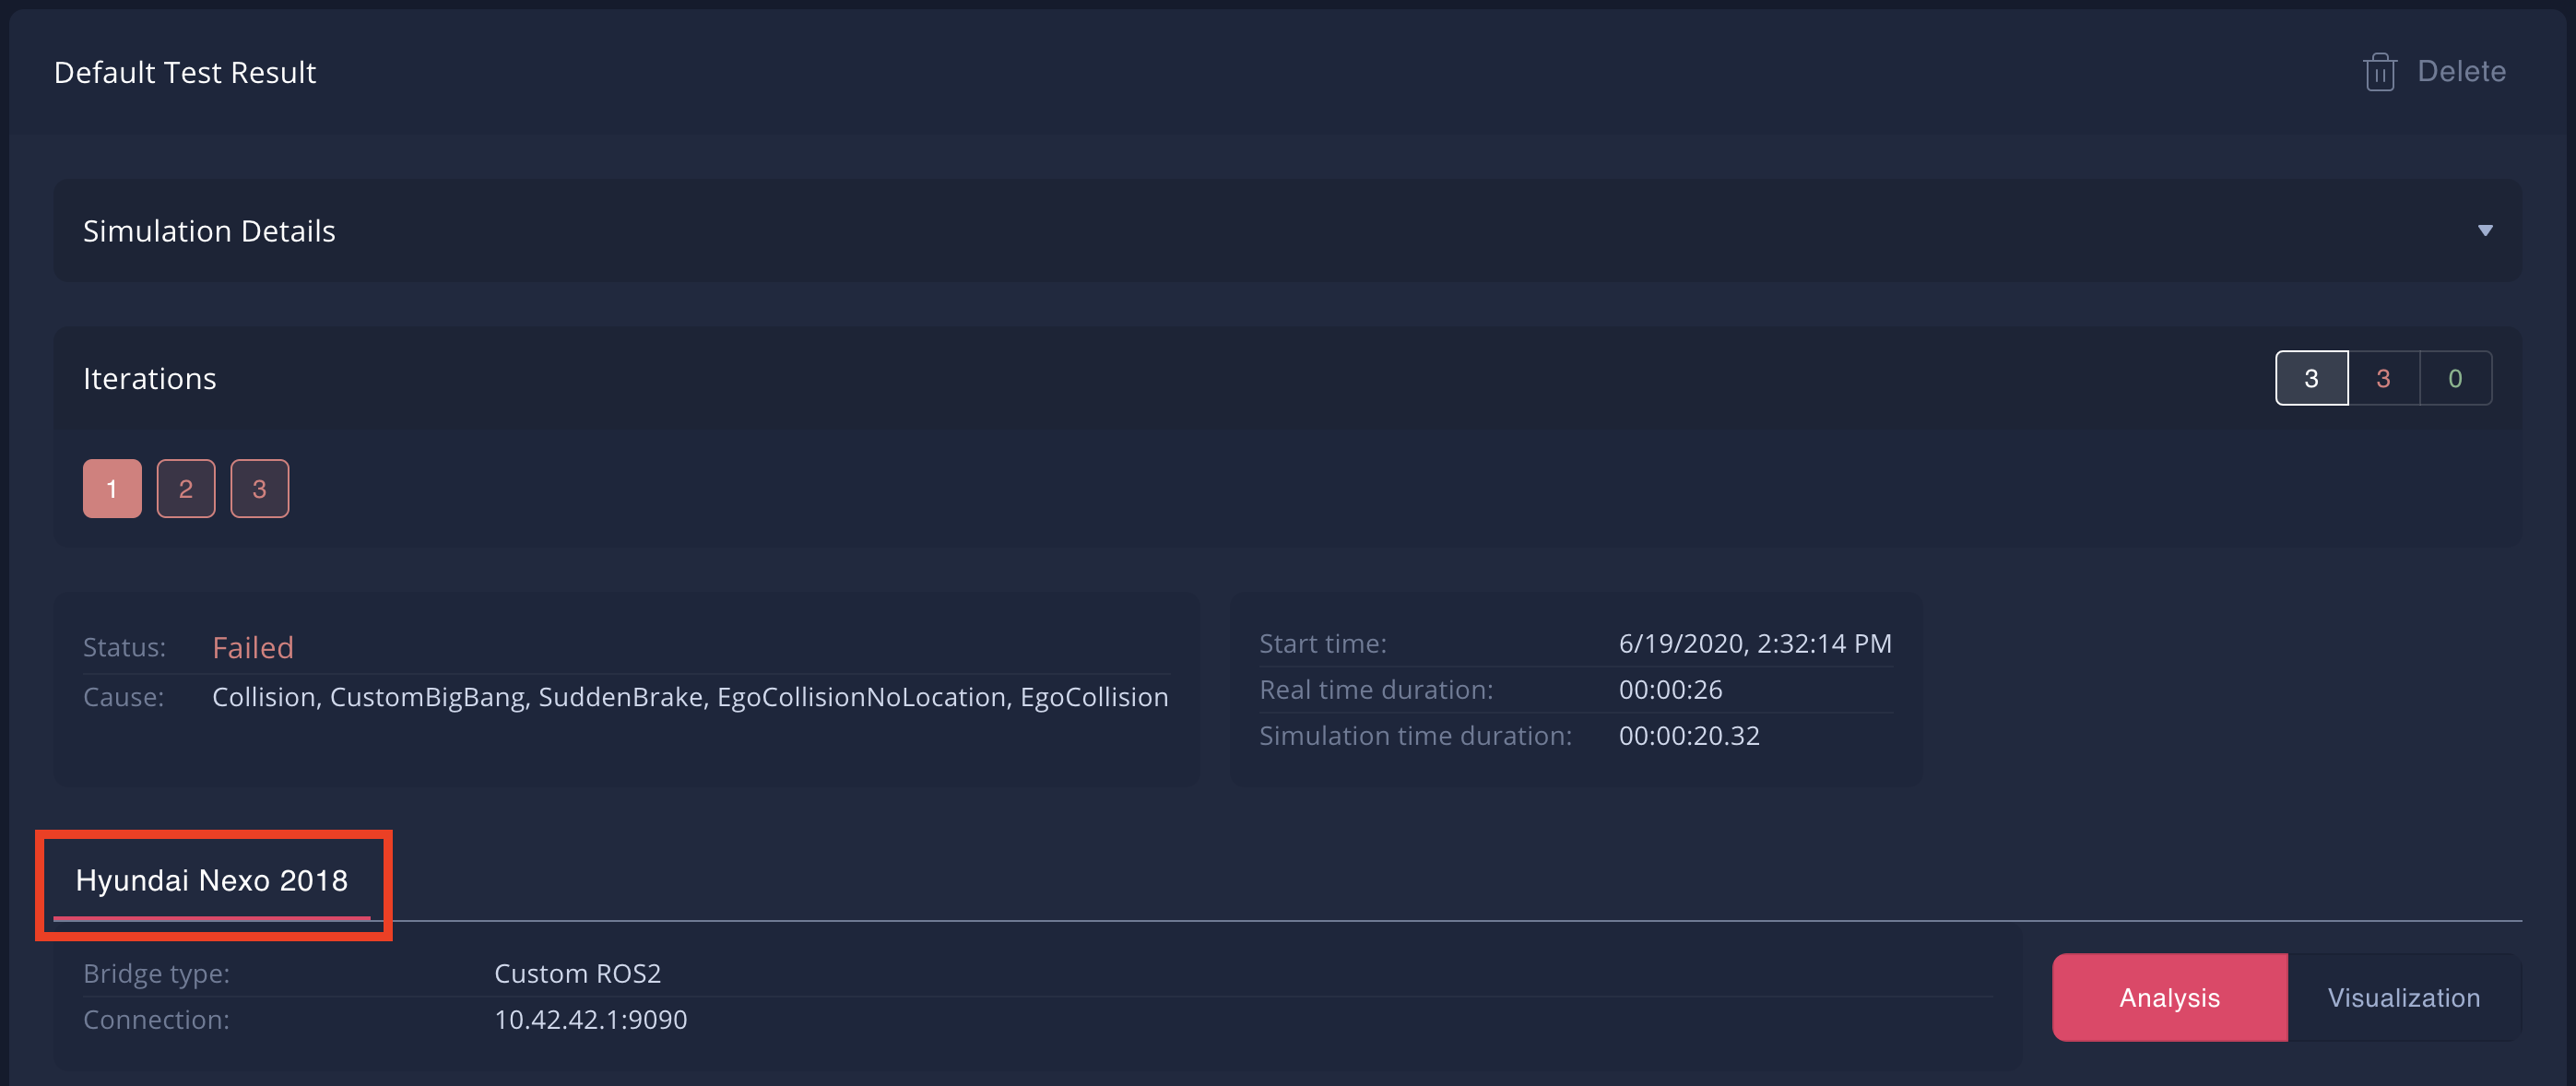 Default Test Result
Delete
Simulation Details
Iterations
3 3 0
1 2 3
Status: Failed
Cause: Collision, CustomBigBang, SuddenBrake, EgoCollisionNoLocation, EgoCollision
Start time: 6/19/2020, 2:32:14 PM
Real time duration: 00:00:26
Simulation time duration: 00:00:20.32
Hyundai Nexo 2018
Bridge type: Custom ROS2
Connection: 10.42.42.1:9090
Analysis Visualization